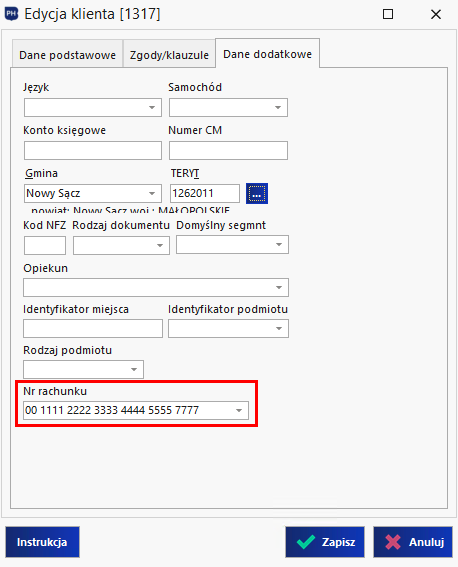 PH Edycja klienta [1317]
Dane podstawowe Zgody/klauzule Dane dodatkowe
Język Samochód
Konto księgowe Numer CM
Gmina TERYT
Nowy Sącz 1262011 ...
powiat: Nowy Sącz woj.: MAŁOPOLSKIE
Kod NFZ Rodzaj dokumentu Domyślny segmnt
Opiekun
Identyfikator miejsca Identyfikator podmiotu
Rodzaj podmiotu
Nr rachunku
00 1111 2222 3333 4444 5555 7777
Instrukcja Zapisz Anuluj